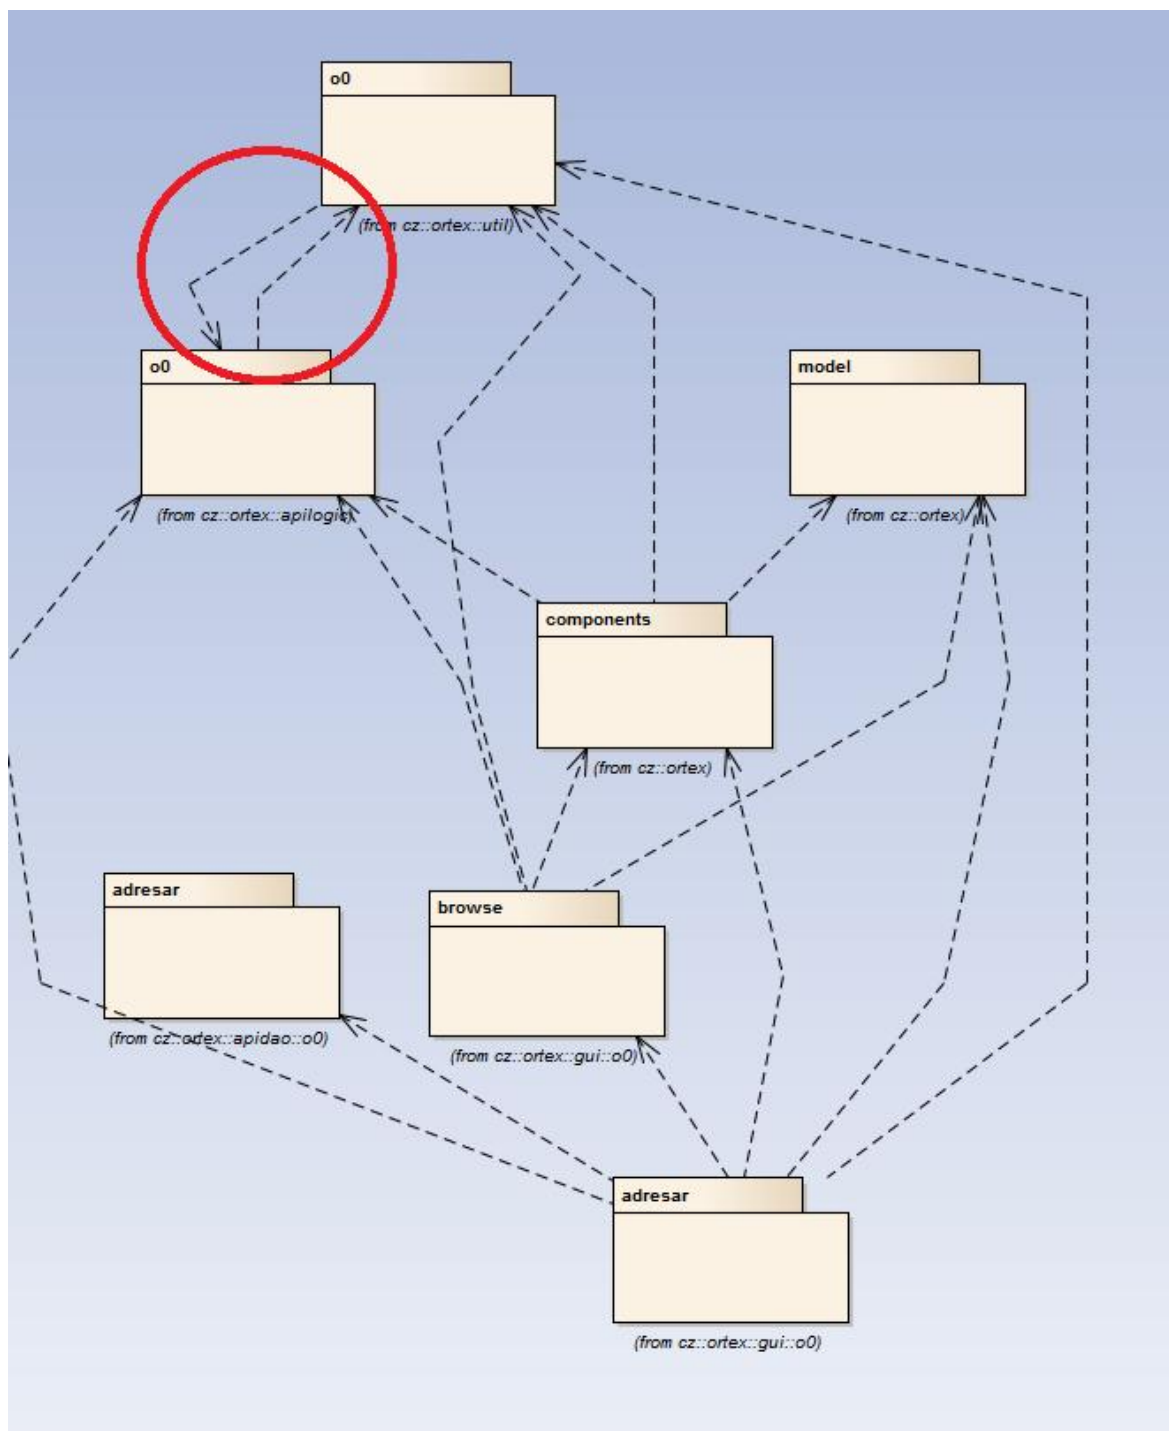 o0
(from cz::ortex::util)
o0
(from cz::ortex::apilogic)
model
(from cz::ortex)
components
(from cz::ortex)
adresar
(from cz::ortex::apidao::o0)
browse
(from cz::ortex::gui::o0)
adresar
(from cz::ortex::gui::o0)